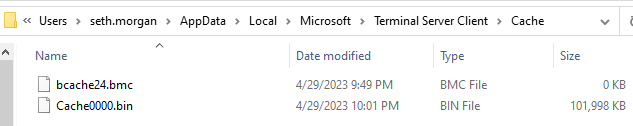 Users > seth.morgan > AppData > Local > Microsoft > Terminal Server Client > Cache
Name Date modified Type Size
bcache24.bmc 4/29/2023 9:49 PM BMC File 0 KB
Cache0000.bin 4/29/2023 10:01 PM BIN File 101,998 KB